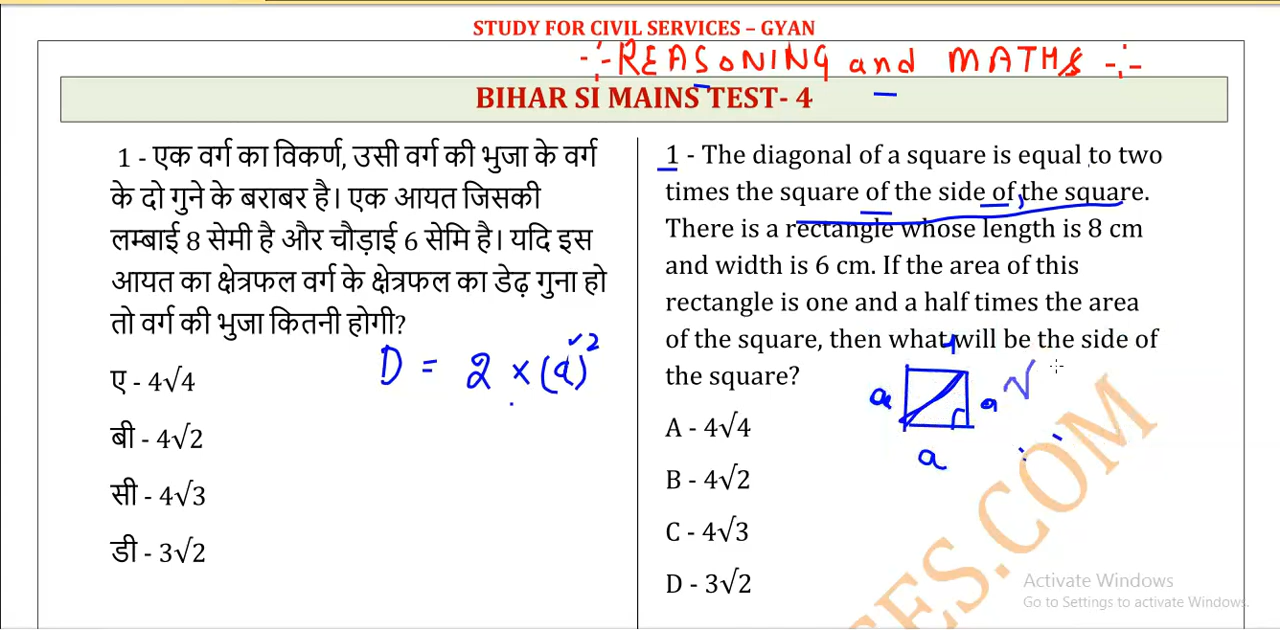 STUDY FOR CIVIL SERVICES – GYAN
REASONING and MATHS
BIHAR SI MAINS TEST- 4
1 - एक वर्ग का विकर्ण, उसी वर्ग की भुजा के वर्ग
के दो गुने के बराबर है। एक आयत जिसकी
लम्बाई 8 सेमी है और चौड़ाई 6 सेमि है। यदि इस
आयत का क्षेत्रफल वर्ग के क्षेत्रफल का डेढ़ गुना हो
तो वर्ग की भुजा कितनी होगी?
D = 2 × (a)²
ए - 4√4
बी - 4√2
सी - 4√3
डी - 3√2
1 - The diagonal of a square is equal to two
times the square of the side of the square.
There is a rectangle whose length is 8 cm
and width is 6 cm. If the area of this
rectangle is one and a half times the area
of the square, then what will be the side of
the square?
a
a √
a
A - 4√4
B - 4√2
C - 4√3
D - 3√2
ES.COM
Activate Windows
Go to Settings to activate Windows.